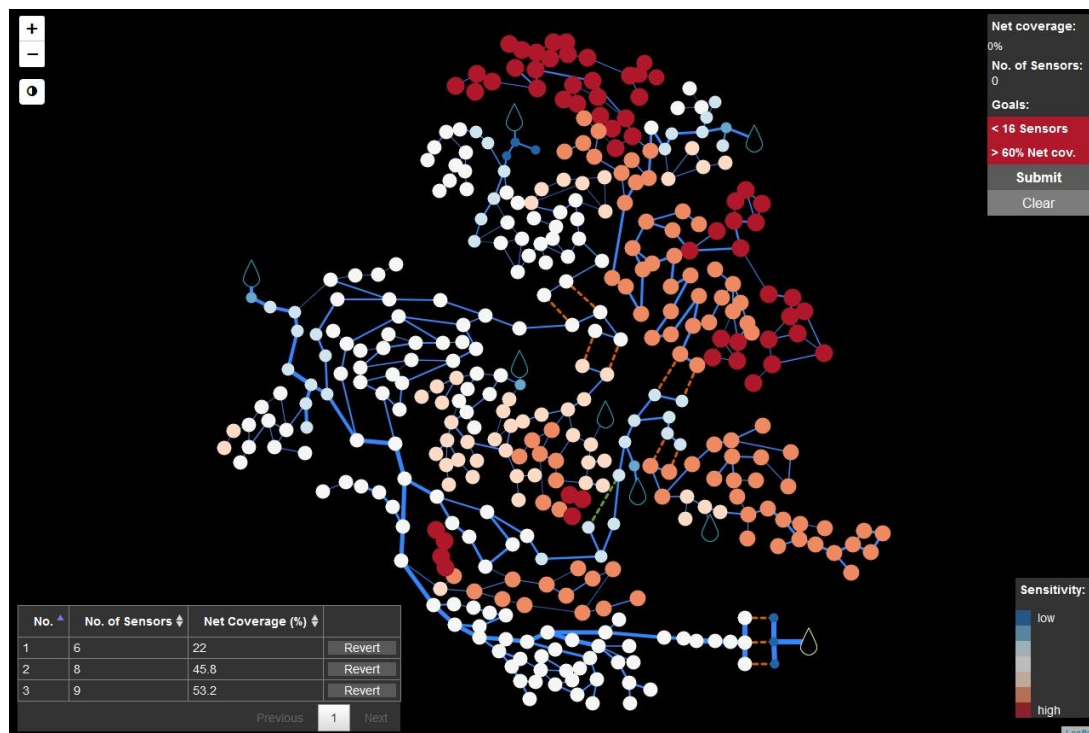 +
−
Net coverage:
0%
No. of Sensors:
0
Goals:
< 16 Sensors
> 60% Net cov.
Submit
Clear
No. No. of Sensors Net Coverage (%)
1 6 22 Revert
2 8 45.8 Revert
3 9 53.2 Revert
Previous 1 Next
Sensitivity:
low
high